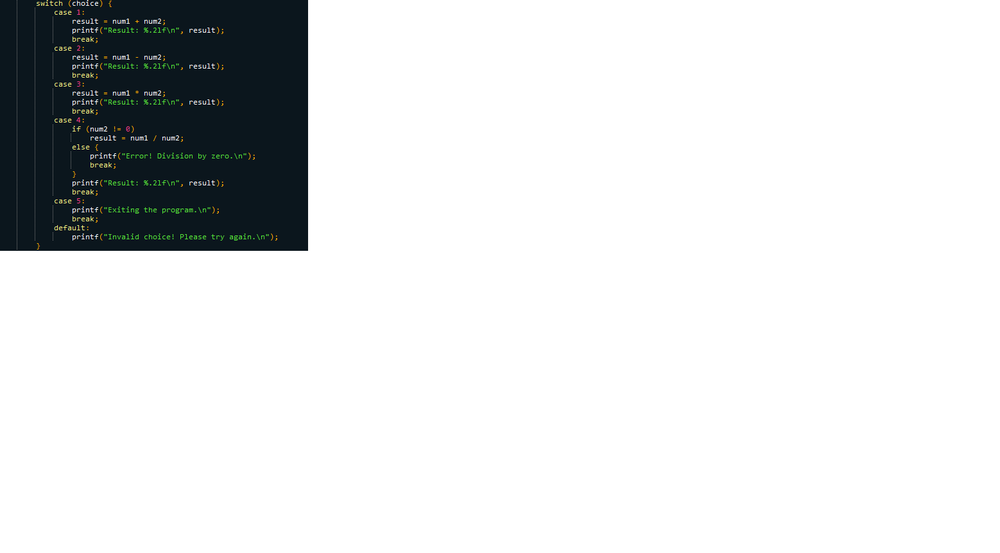 switch (choice) {
case 1:
result = num1 + num2;
printf("Result: %.2lf\n", result);
break;
case 2:
result = num1 - num2;
printf("Result: %.2lf\n", result);
break;
case 3:
result = num1 * num2;
printf("Result: %.2lf\n", result);
break;
case 4:
if (num2 != 0)
result = num1 / num2;
else {
printf("Error! Division by zero.\n");
break;
}
printf("Result: %.2lf\n", result);
break;
case 5:
printf("Exiting the program.\n");
break;
default:
printf("Invalid choice! Please try again.\n");
}